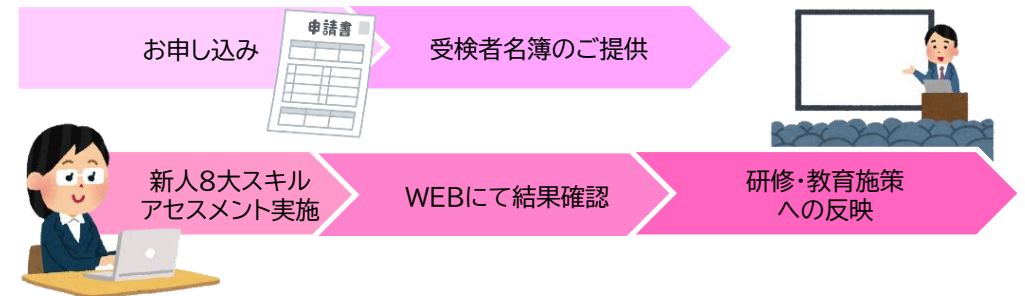 お申し込み
申請書
受検者名簿のご提供
新人8大スキル
アセスメント実施
WEBにて結果確認
研修・教育施策
への反映